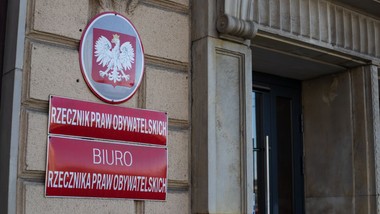 RZECZNIK PRAW OBYWATELSKICH
BIURO
RZECZNIKA PRAW OBYWATELSKICH